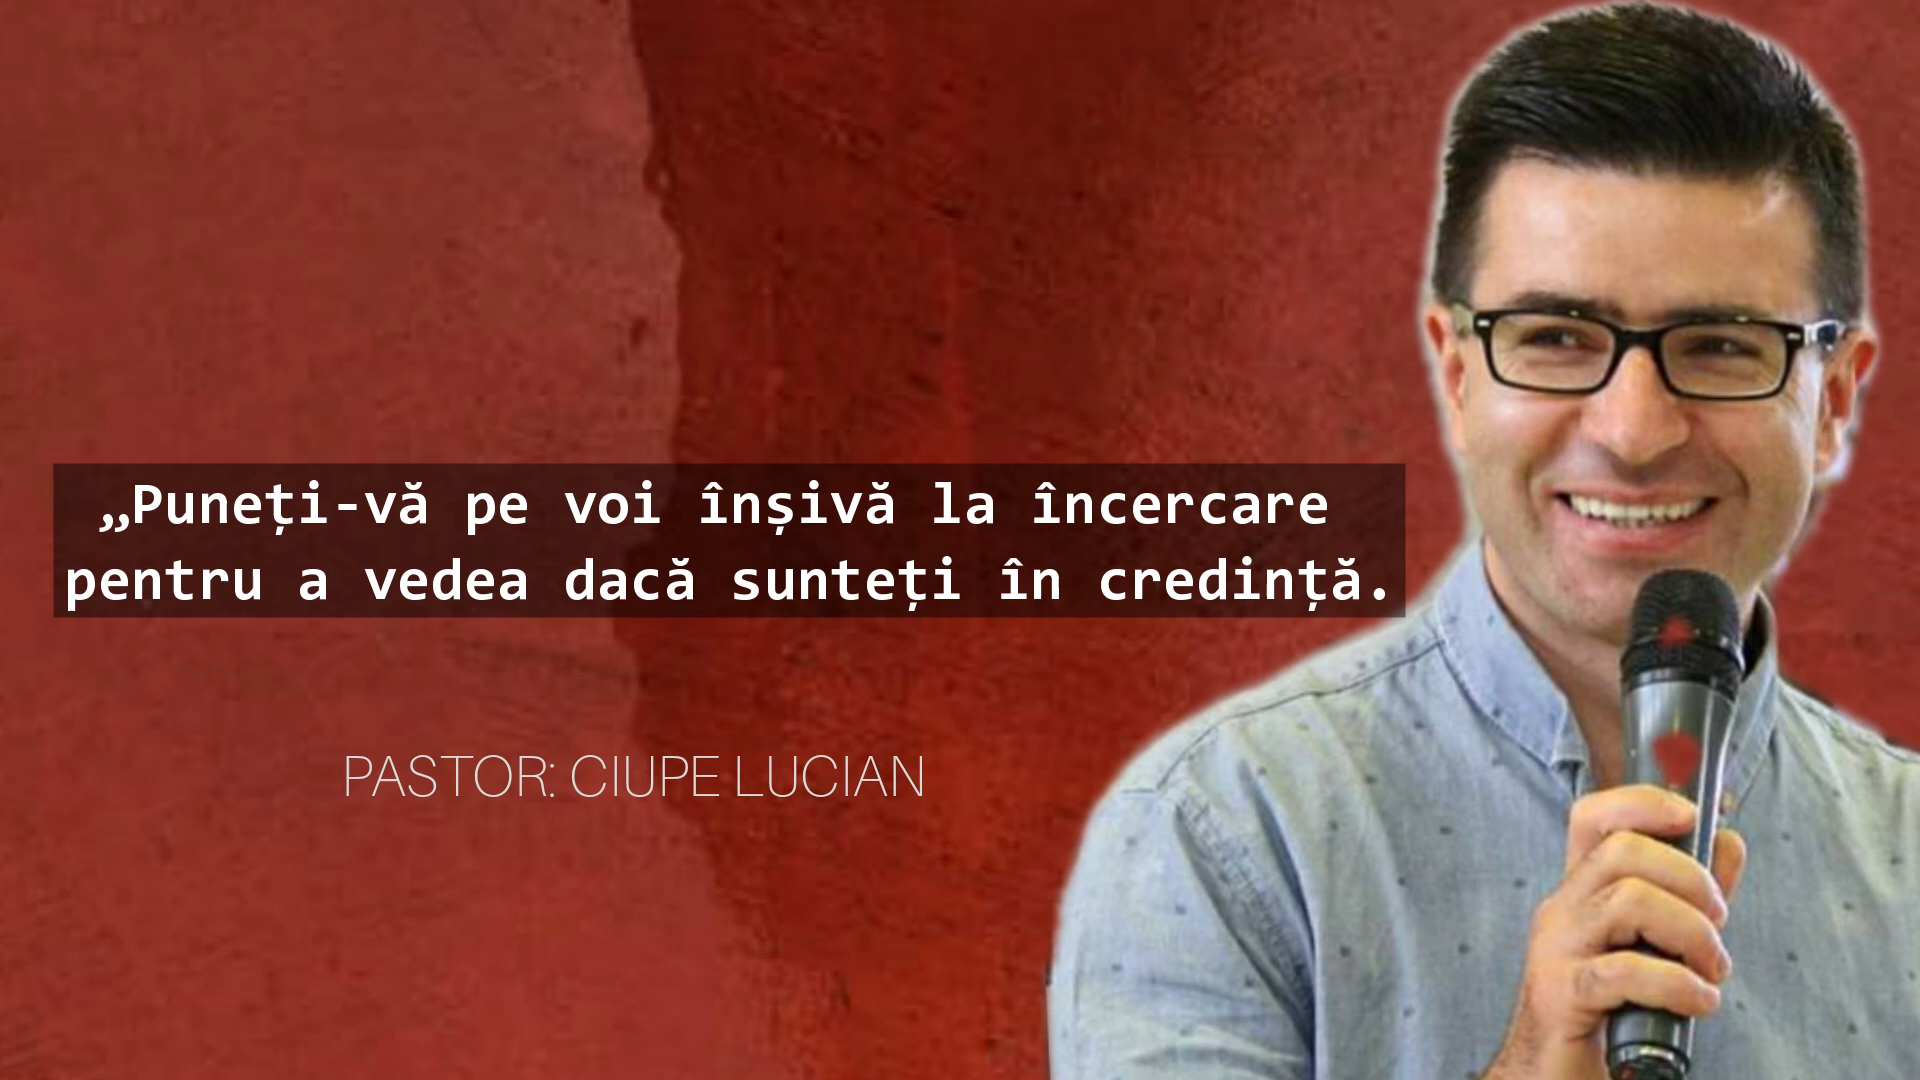 „Puneți-vă pe voi înșivă la încercare
pentru a vedea dacă sunteți în credință.
PASTOR: CIUPE LUCIAN